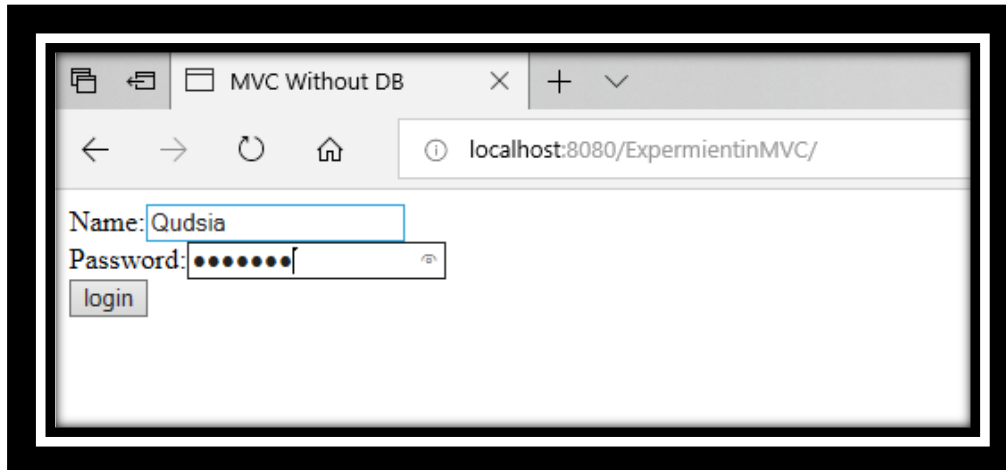 MVC Without DB
localhost:8080/ExpermientinMVC/
Name: Qudsia
Password: •••••••
login